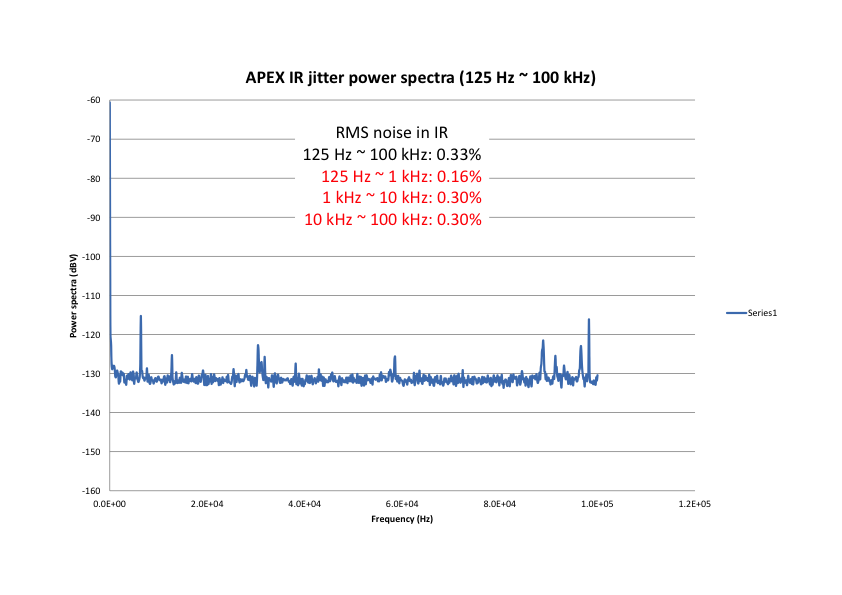 APEX IR jitter power spectra (125 Hz ~ 100 kHz)
RMS noise in IR
125 Hz ~ 100 kHz: 0.33%
125 Hz ~ 1 kHz: 0.16%
1 kHz ~ 10 kHz: 0.30%
10 kHz ~ 100 kHz: 0.30%
Power spectra (dBV)
-60
-70
-80
-90
-100
-110
-120
-130
-140
-150
-160
0.0E+00 2.0E+04 4.0E+04 6.0E+04 8.0E+04 1.0E+05 1.2E+05
Frequency (Hz)
Series1